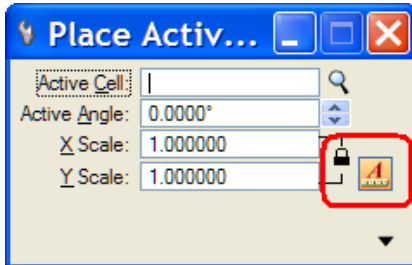 Place Activ...
Active Cell:
Active Angle: 0.0000°
X Scale: 1.000000
Y Scale: 1.000000
A